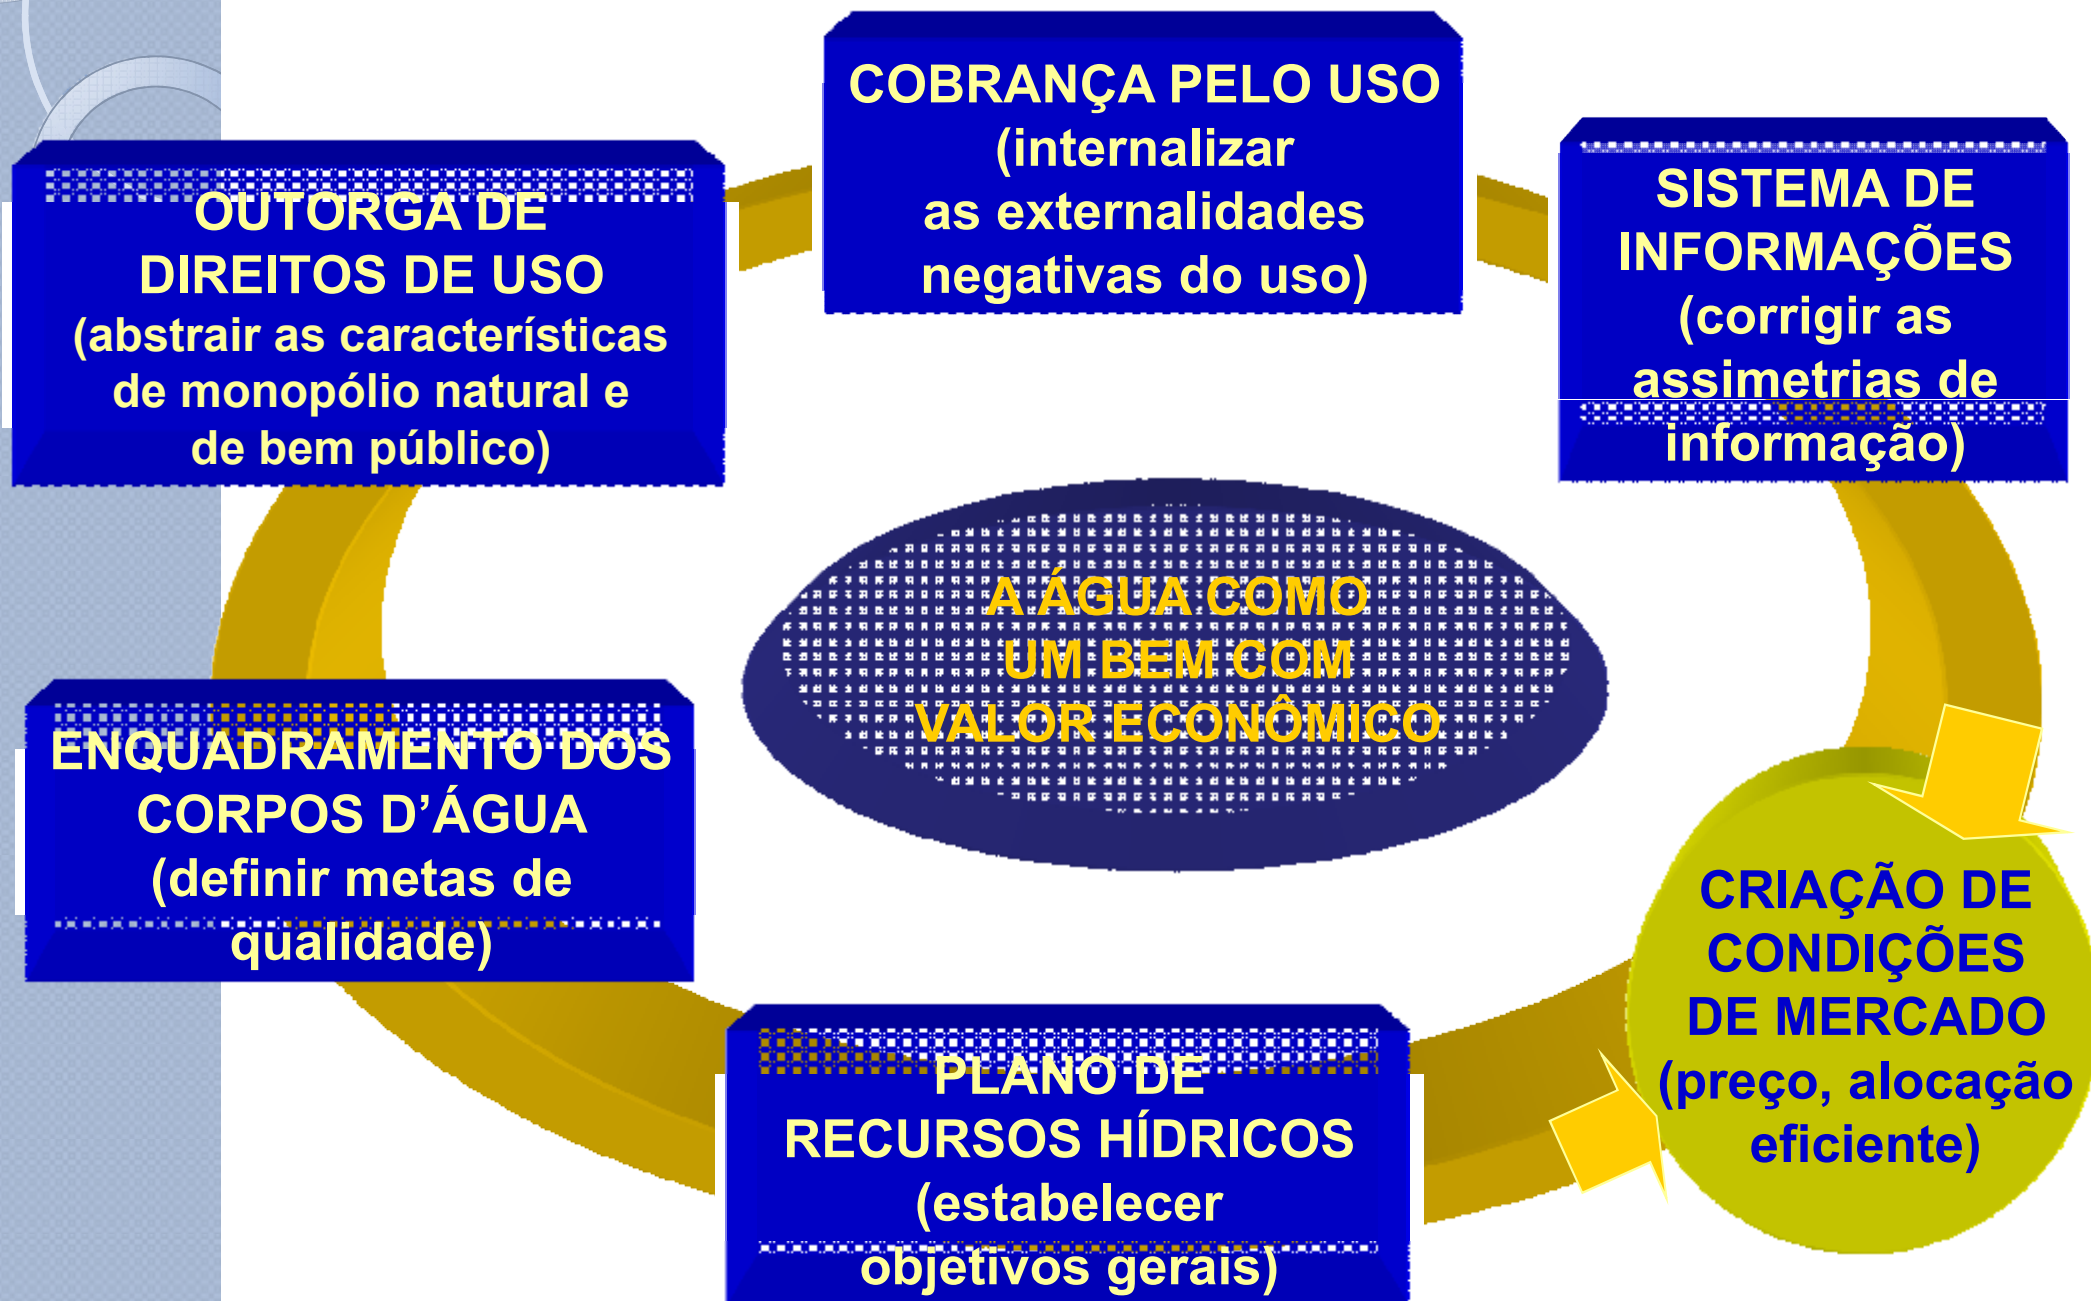 COBRANÇA PELO USO
(internalizar
as externalidades
negativas do uso)
OUTORGA DE
DIREITOS DE USO
(abstrair as características
de monopólio natural e
de bem público)
SISTEMA DE
INFORMAÇÕES
(corrigir as
assimetrias de
informação)
A ÁGUA COMO
UM BEM COM
VALOR ECONÔMICO
ENQUADRAMENTO DOS
CORPOS D’ÁGUA
(definir metas de
qualidade)
CRIAÇÃO DE
CONDIÇÕES
DE MERCADO
(preço, alocação
eficiente)
PLANO DE
RECURSOS HÍDRICOS
(estabelecer
objetivos gerais)